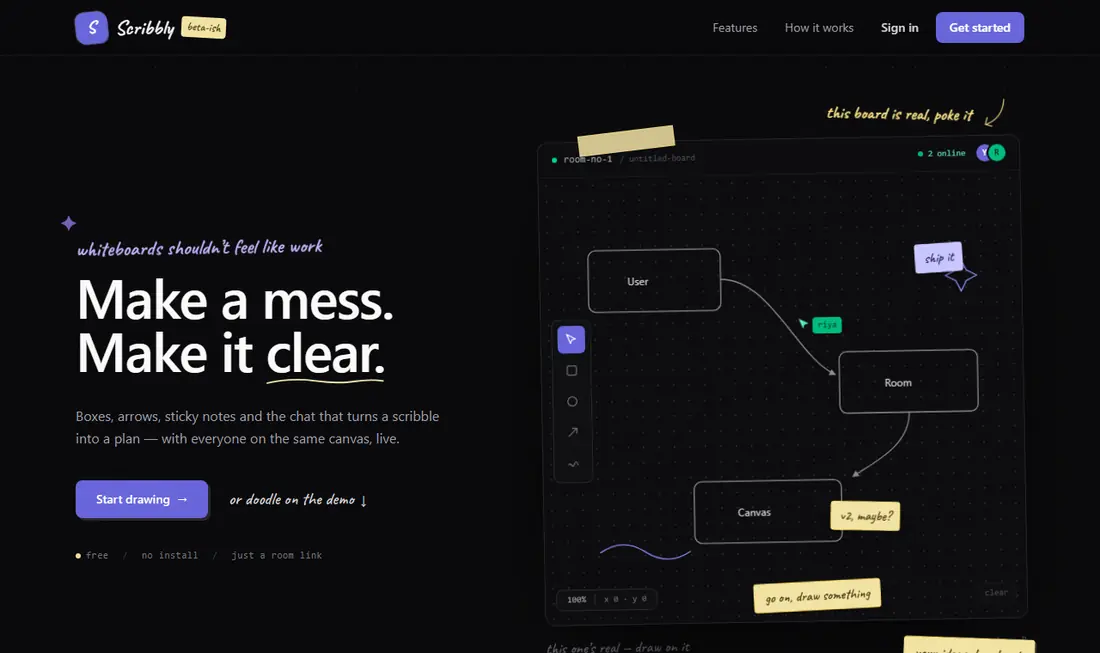 S Scribbly beta-ish
Features How it works Sign in Get started
this board is real, poke it
room-no-1 / untitled-board 2 online Y R
whiteboards shouldn't feel like work
Make a mess.
Make it clear.
Boxes, arrows, sticky notes and the chat that turns a scribble
into a plan — with everyone on the same canvas, live.
Start drawing → or doodle on the demo ↓
free / no install / just a room link
User
ship it
riya
Room
Canvas
v2, maybe?
go on, draw something
100% x 0 · y 0
clear
this one's real — draw on it